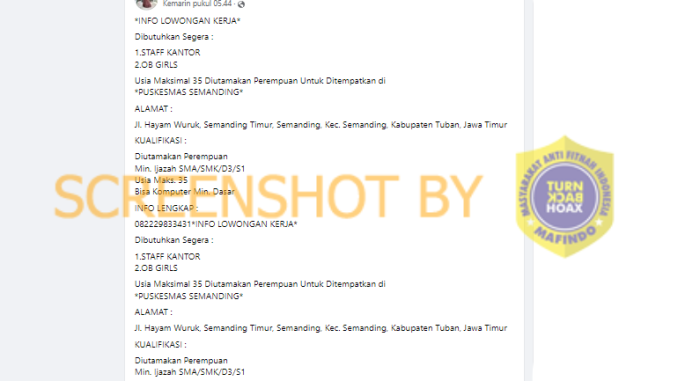 Kemarin pukul 05.44 ·
*INFO LOWONGAN KERJA*
Dibutuhkan Segera :
1.STAFF KANTOR
2.OB GIRLS
Usia Maksimal 35 Diutamakan Perempuan Untuk Ditempatkan di
*PUSKESMAS SEMANDING*
ALAMAT :
Jl. Hayam Wuruk, Semanding Timur, Semanding, Kec. Semanding, Kabupaten Tuban, Jawa Timur
KUALIFIKASI :
Diutamakan Perempuan
Min. Ijazah SMA/SMK/D3/S1
Usia Maks. 35
Bisa Komputer Min. Dasar
INFO LENGKAP :
082229833431*INFO LOWONGAN KERJA*
Dibutuhkan Segera :
1.STAFF KANTOR
2.OB GIRLS
Usia Maksimal 35 Diutamakan Perempuan Untuk Ditempatkan di
*PUSKESMAS SEMANDING*
ALAMAT :
Jl. Hayam Wuruk, Semanding Timur, Semanding, Kec. Semanding, Kabupaten Tuban, Jawa Timur
KUALIFIKASI :
Diutamakan Perempuan
Min. Ijazah SMA/SMK/D3/S1
SCREENSHOT BY
MASYARAKAT ANTI FITNAH INDONESIA
TURN
BACK
HOAX
MAFINDO